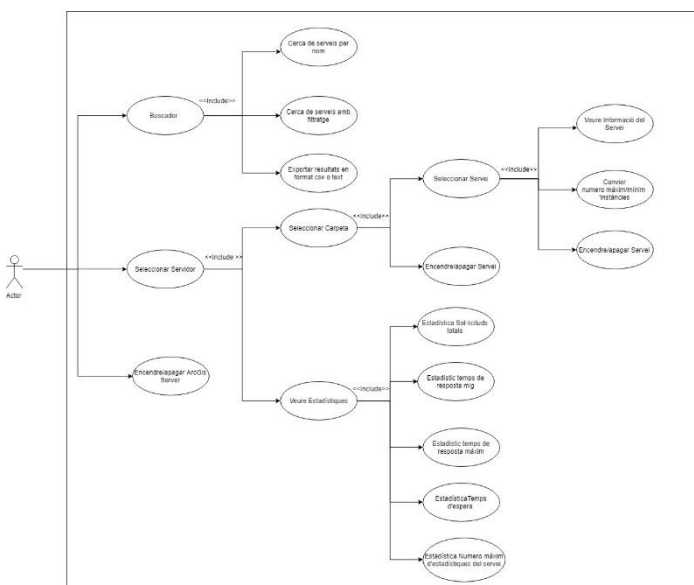 Cerca de serveis per
nom
<<Include>>
Buscador
Cerca de serveis amb
filtratge
Exportar resultats en
format csv o text
Veure Informació del
Servei
<<Include>>
Seleccionar Servei
Canviar
numero màxim/mínim
'instàncies
<<Include>>
Seleccionar Carpeta
Encendre/apagar Servei
Encendre/apagar Servei
<<Include >>
Seleccionar Servidor
Actor
Estadística Sol·licituds
totals
Encendre/apagar ArcGis
Server
Estadístic temps de
resposta mig
<<Include>>
Veure Estadístiques
Estadístic temps de
resposta màxim
EstadísticaTemps
d'espera
Estadística Numero màxim
d'estadístiques del servei